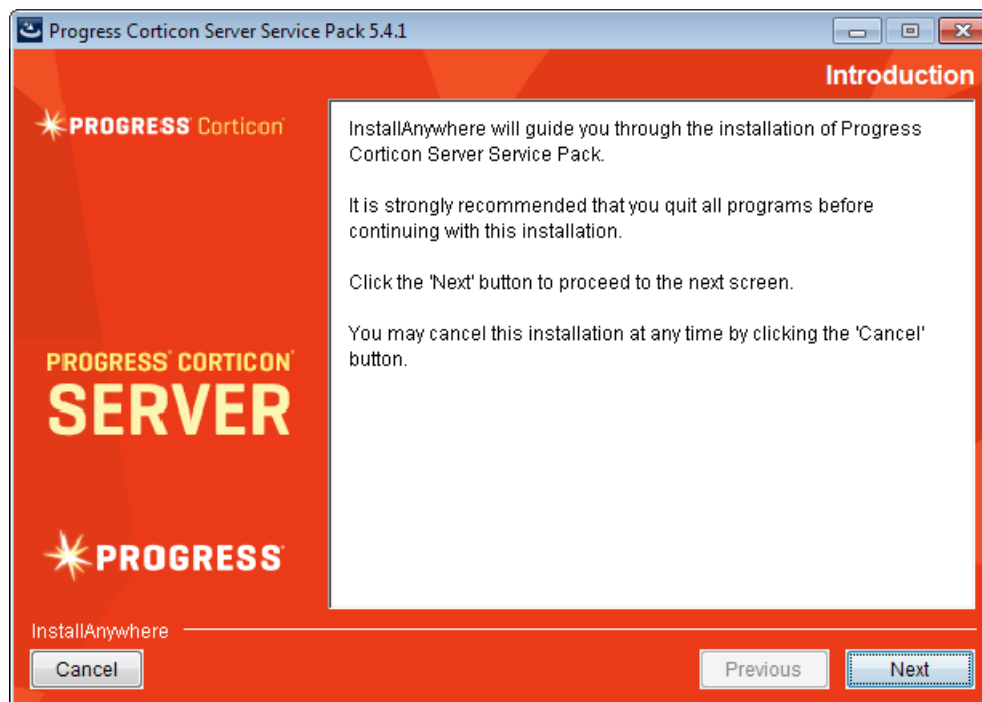 Progress Corticon Server Service Pack 5.4.1
Introduction
PROGRESS Corticon
InstallAnywhere will guide you through the installation of Progress
Corticon Server Service Pack.
It is strongly recommended that you quit all programs before
continuing with this installation.
Click the 'Next' button to proceed to the next screen.
You may cancel this installation at any time by clicking the 'Cancel'
button.
PROGRESS CORTICON
SERVER
PROGRESS
InstallAnywhere
Cancel
Previous
Next